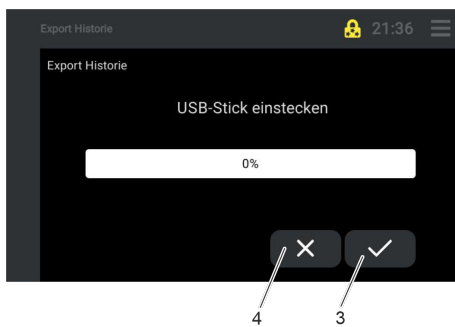 Export Historie
21:36
Export Historie
USB-Stick einstecken
0%
4
3